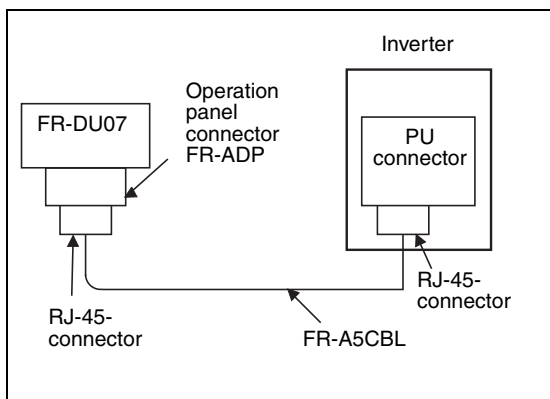 Inverter
Operation
panel
connector
FR-ADP
FR-DU07
PU
connector
RJ-45-
connector
RJ-45-
connector
FR-A5CBL